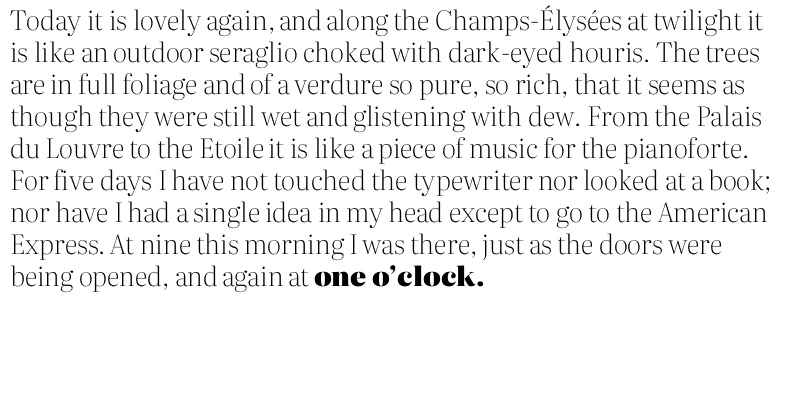 Today it is lovely again, and along the Champs-Élysées at twilight it
is like an outdoor seraglio choked with dark-eyed houris. The trees
are in full foliage and of a verdure so pure, so rich, that it seems as
though they were still wet and glistening with dew. From the Palais
du Louvre to the Etoile it is like a piece of music for the pianoforte.
For five days I have not touched the typewriter nor looked at a book;
nor have I had a single idea in my head except to go to the American
Express. At nine this morning I was there, just as the doors were
being opened, and again at one o’clock.